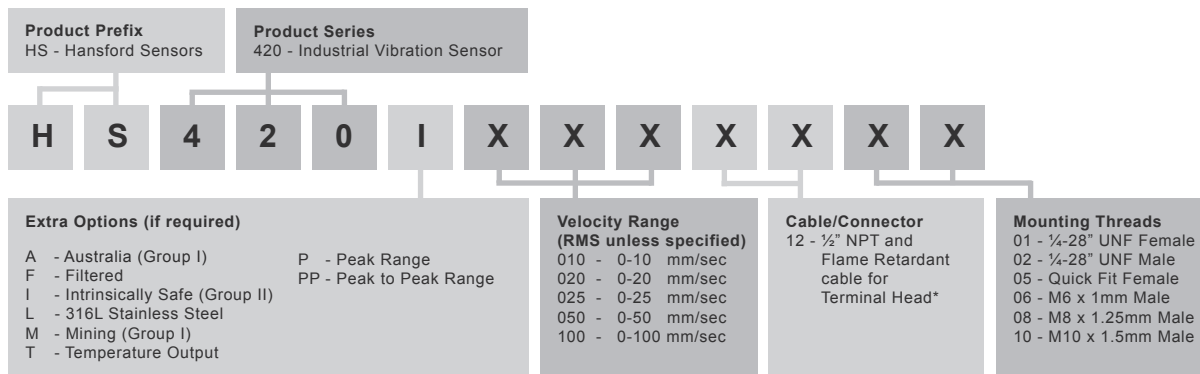 Product Prefix
HS - Hansford Sensors
Product Series
420 - Industrial Vibration Sensor
H S 4 2 0 I X X X X X X X
Extra Options (if required)
A - Australia (Group I)
F - Filtered
I - Intrinsically Safe (Group II)
L - 316L Stainless Steel
M - Mining (Group I)
T - Temperature Output
P - Peak Range
PP - Peak to Peak Range
Velocity Range
(RMS unless specified)
010 - 0-10 mm/sec
020 - 0-20 mm/sec
025 - 0-25 mm/sec
050 - 0-50 mm/sec
100 - 0-100 mm/sec
Cable/Connector
12 - ½” NPT and
Flame Retardant
cable for
Terminal Head*
Mounting Threads
01 - ¼-28” UNF Female
02 - ¼-28” UNF Male
05 - Quick Fit Female
06 - M6 x 1mm Male
08 - M8 x 1.25mm Male
10 - M10 x 1.5mm Male